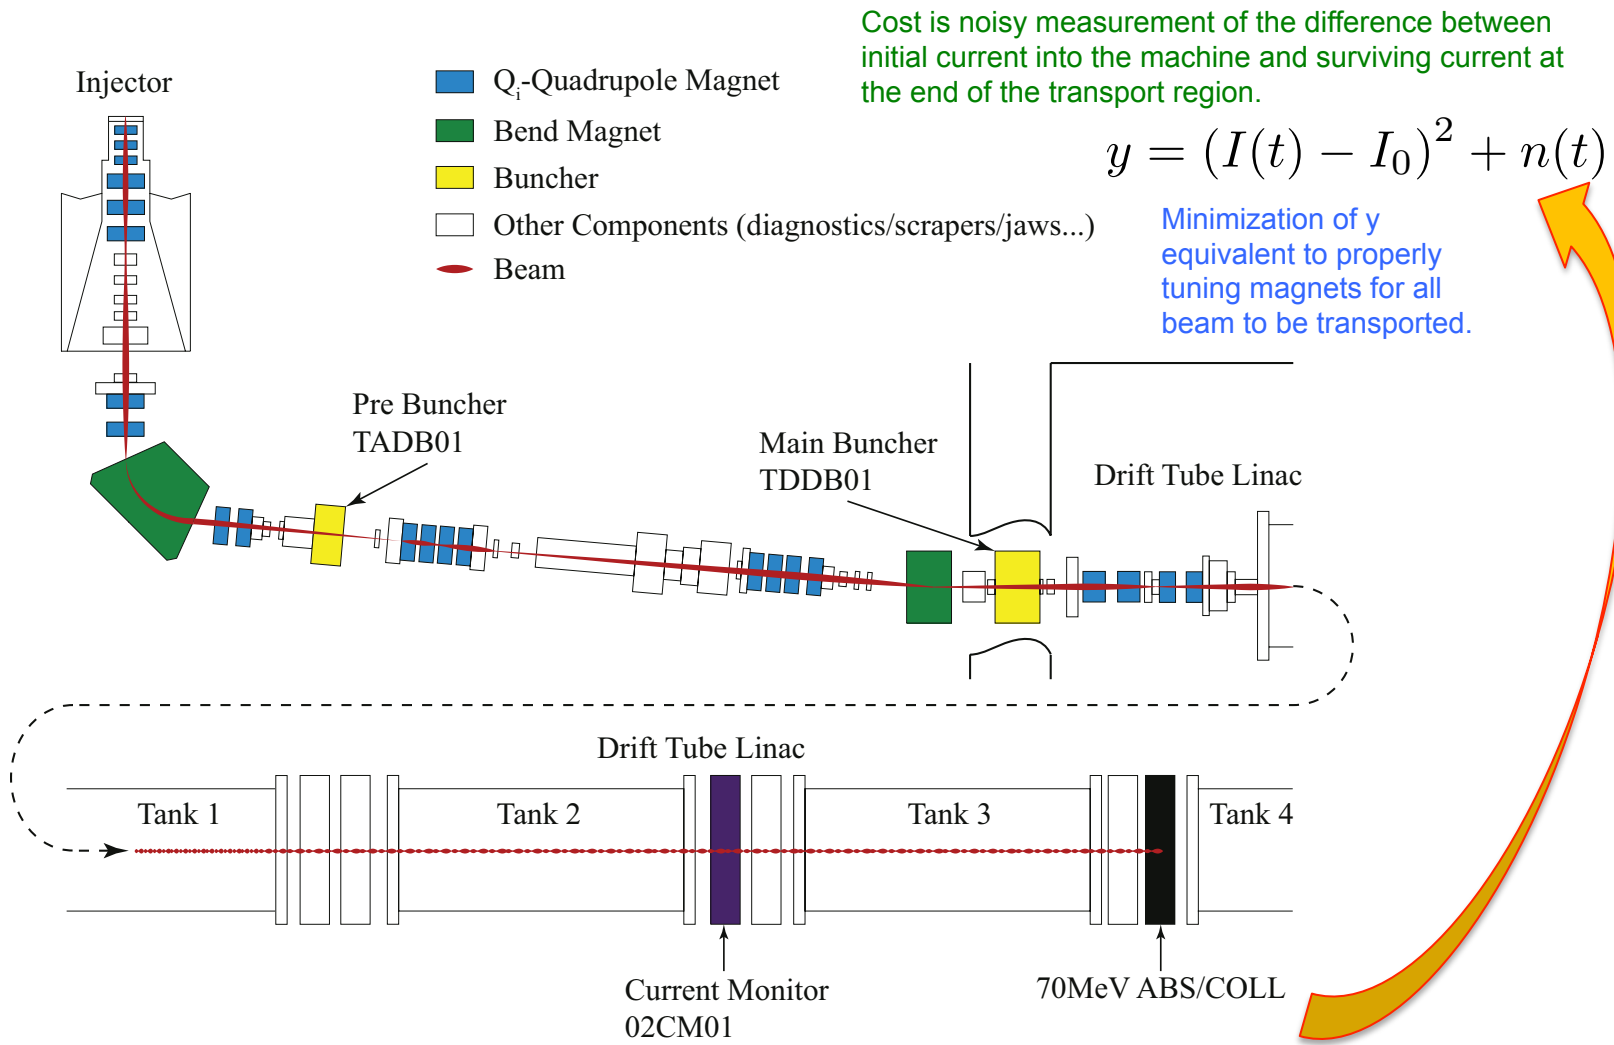 Cost is noisy measurement of the difference between
initial current into the machine and surviving current at
the end of the transport region.
y = (I(t) − I₀)² + n(t)
Minimization of y
equivalent to properly
tuning magnets for all
beam to be transported.
Injector
Qᵢ-Quadrupole Magnet
Bend Magnet
Buncher
Other Components (diagnostics/scrapers/jaws...)
Beam
Pre Buncher
TADB01
Main Buncher
TDDB01
Drift Tube Linac
Drift Tube Linac
Tank 1
Tank 2
Tank 3
Tank 4
Current Monitor
02CM01
70MeV ABS/COLL